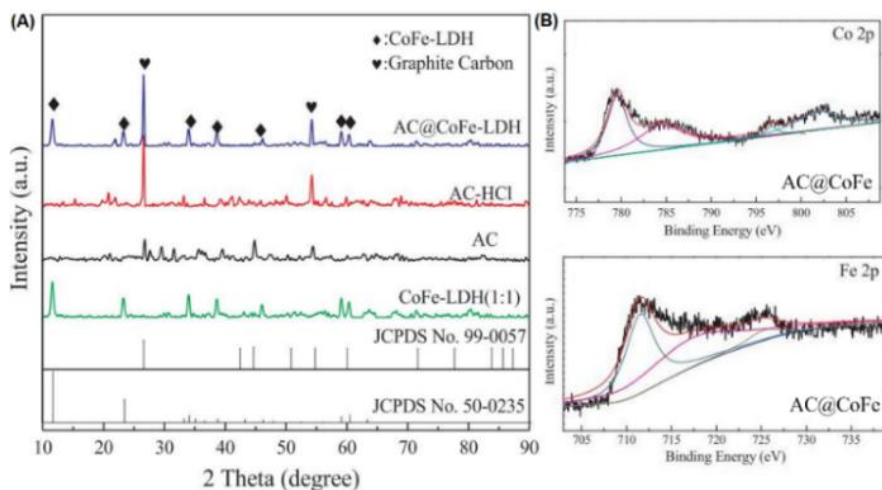 (A)
♦:CoFe-LDH
♥:Graphite Carbon
AC@CoFe-LDH
AC-HCl
AC
CoFe-LDH(1:1)
JCPDS No. 99-0057
JCPDS No. 50-0235
Intensity (a.u.)
10 20 30 40 50 60 70 80 90
2 Theta (degree)
(B)
Co 2p
Intensity (a.u.)
AC@CoFe
775 780 785 790 795 800 805
Binding Energy (eV)
Fe 2p
Intensity (a.u.)
AC@CoFe
705 710 715 720 725 730 735
Binding Energy (eV)